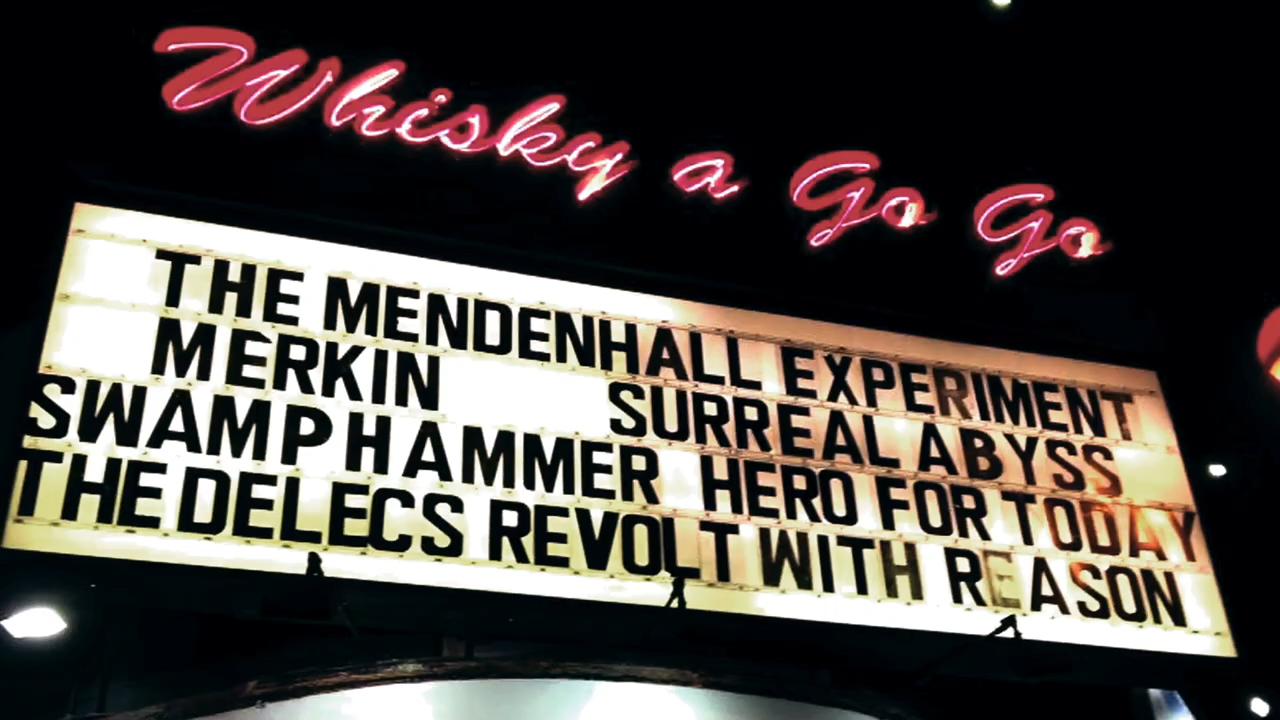 Whisky a Go Go
THE MENDENHALL EXPERIMENT
MERKIN SURREAL ABYSS
SWAMPHAMMER HERO FOR TODAY
THE DELECS REVOLT WITH REASON